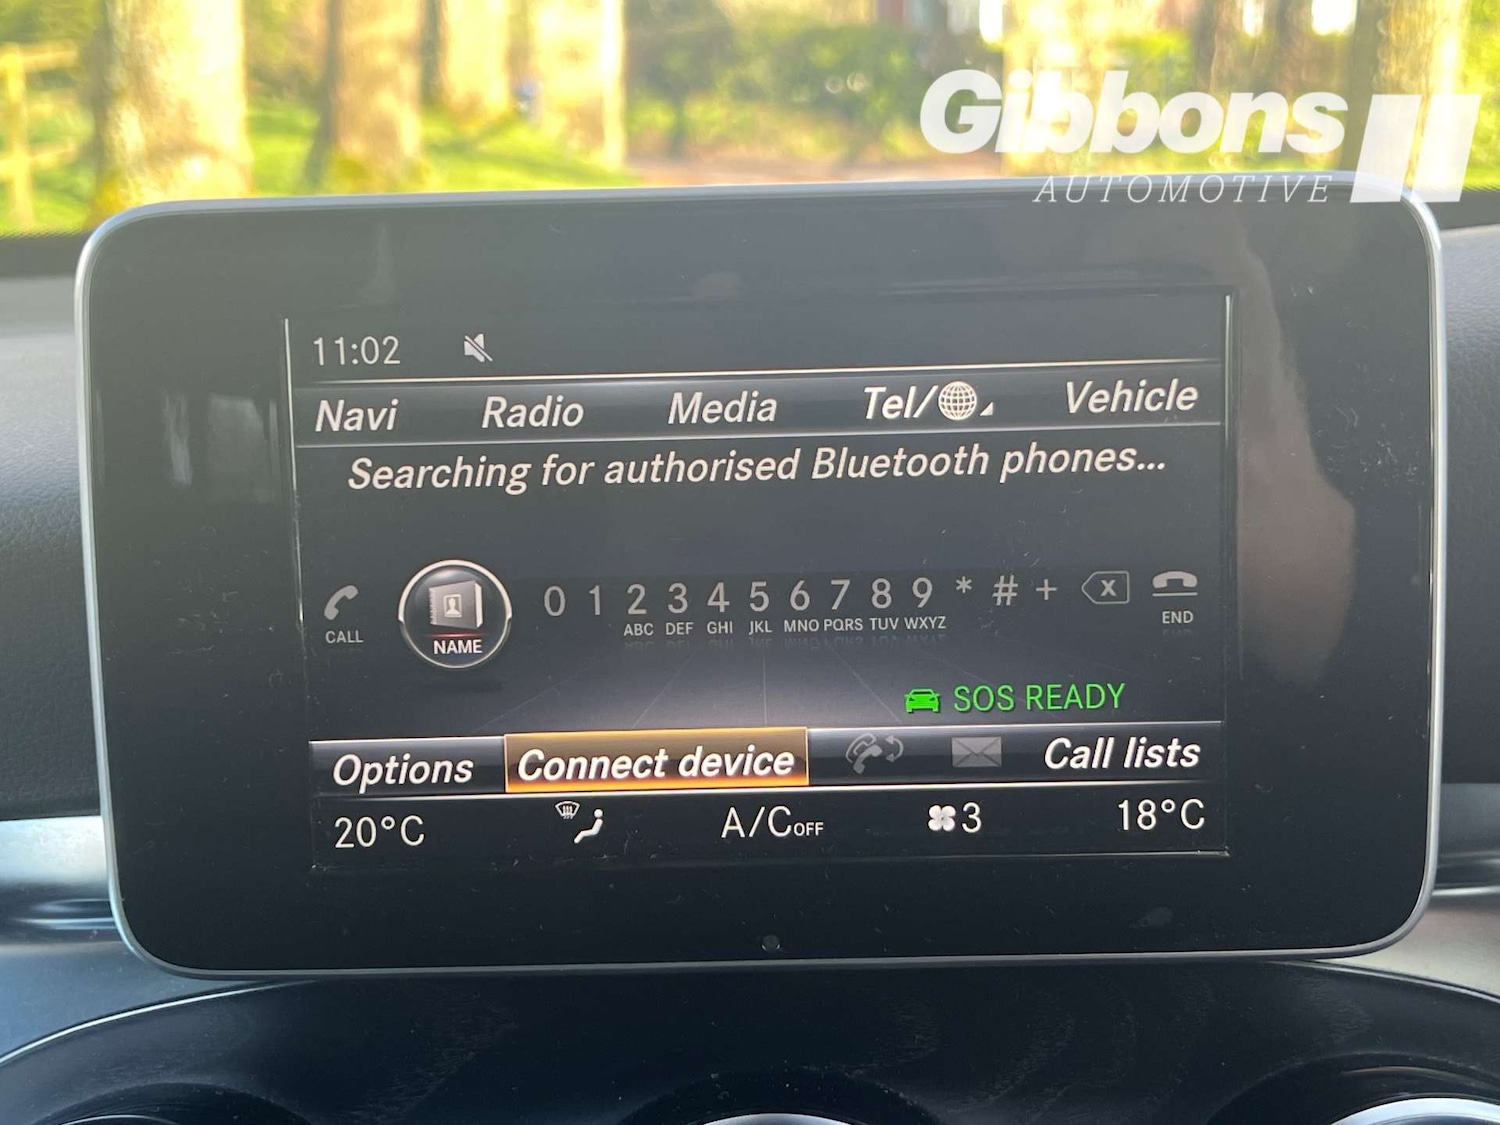 Gibbons
AUTOMOTIVE
11:02
Navi Radio Media Tel/ Vehicle
Searching for authorised Bluetooth phones...
CALL NAME 0 1 2 3 4 5 6 7 8 9 * # + X END
ABC DEF GHI JKL MNO PQRS TUV WXYZ
SOS READY
Options Connect device Call lists
20°C A/C OFF 3 18°C